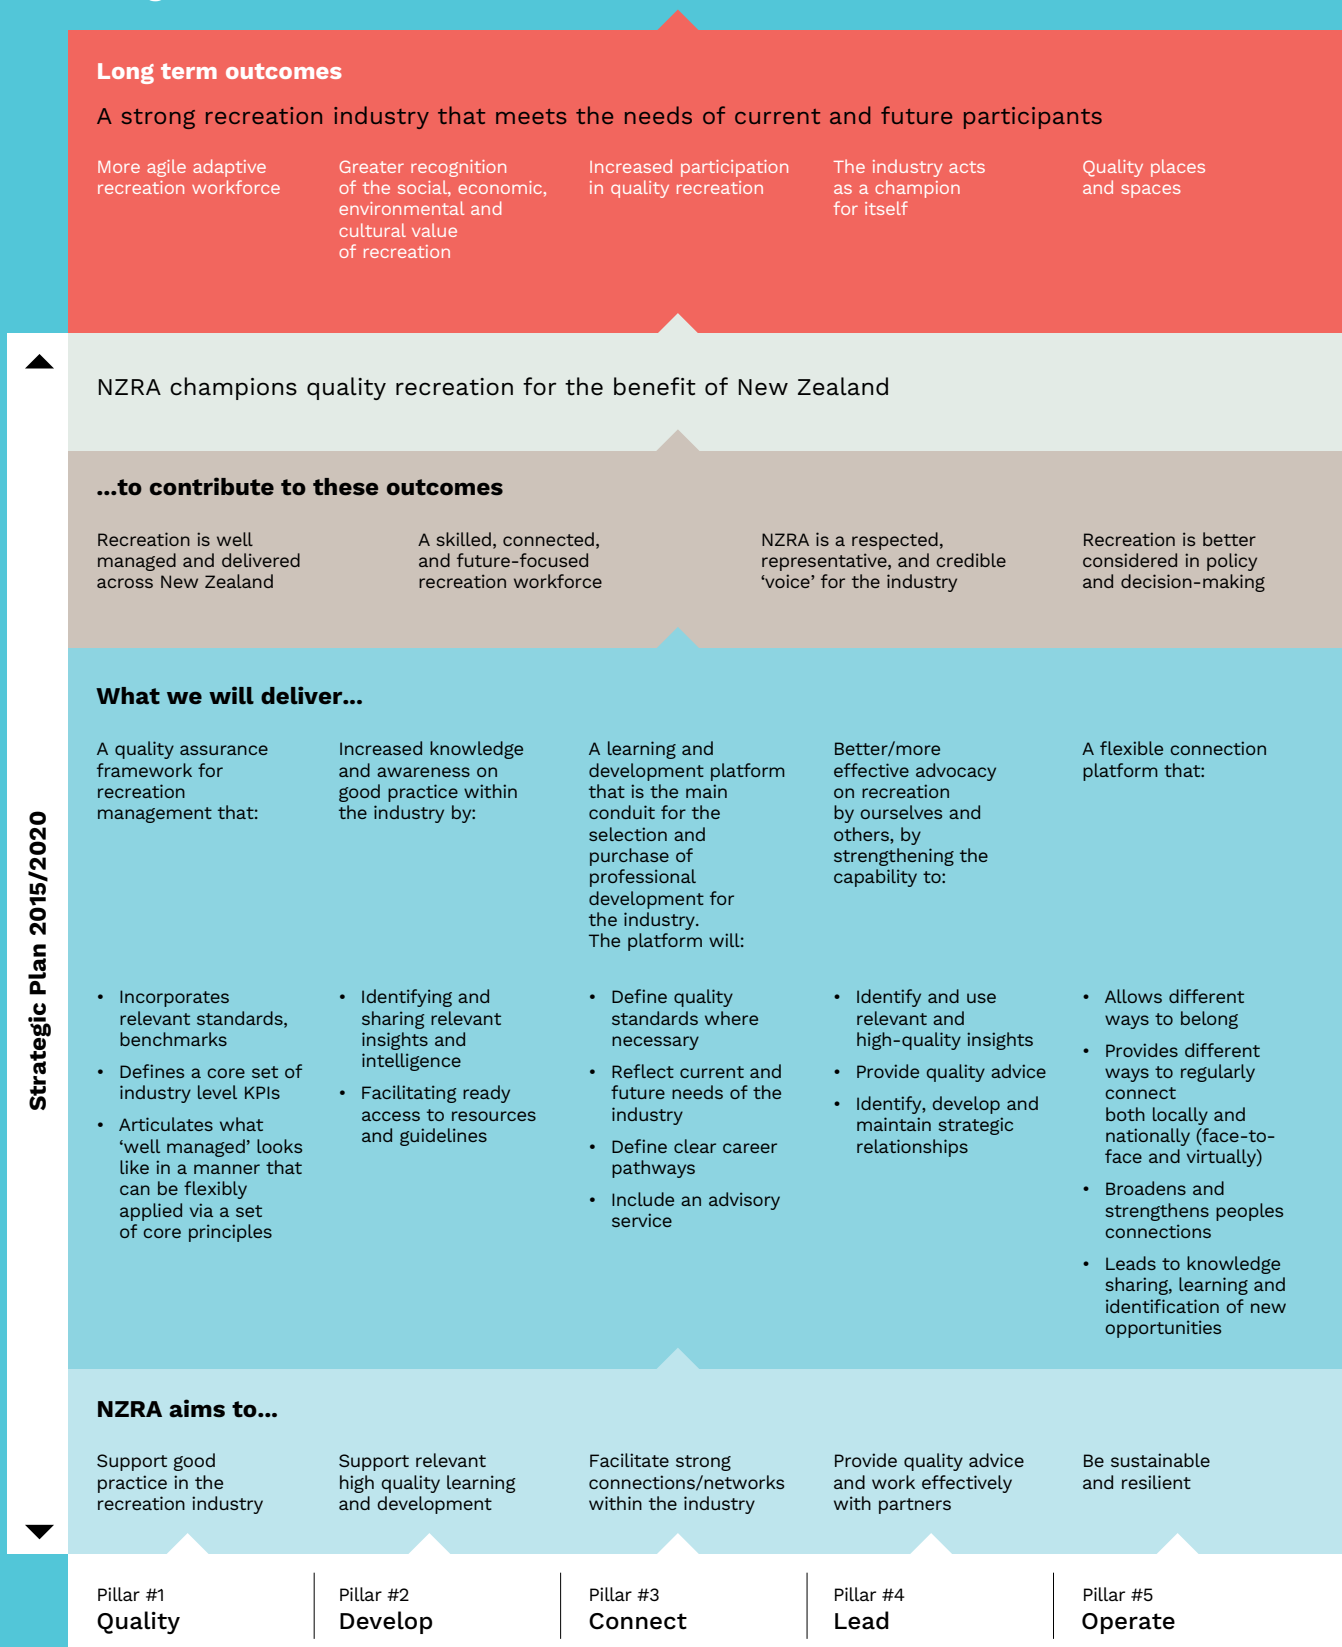 Long term outcomes
A strong recreation industry that meets the needs of current and future participants
More agile adaptive
recreation workforce
Greater recognition
of the social, economic,
environmental and
cultural value
of recreation
Increased participation
in quality recreation
The industry acts
as a champion
for itself
Quality places
and spaces
Strategic Plan 2015/2020
NZRA champions quality recreation for the benefit of New Zealand
...to contribute to these outcomes
Recreation is well
managed and delivered
across New Zealand
A skilled, connected,
and future-focused
recreation workforce
NZRA is a respected,
representative, and credible
‘voice’ for the industry
Recreation is better
considered in policy
and decision-making
What we will deliver...
A quality assurance
framework for
recreation
management that:
• Incorporates
relevant standards,
benchmarks
• Defines a core set of
industry level KPIs
• Articulates what
‘well managed’ looks
like in a manner that
can be flexibly
applied via a set
of core principles
Increased knowledge
and awareness on
good practice within
the industry by:
• Identifying and
sharing relevant
insights and
intelligence
• Facilitating ready
access to resources
and guidelines
A learning and
development platform
that is the main
conduit for the
selection and
purchase of
professional
development for
the industry.
The platform will:
• Define quality
standards where
necessary
• Reflect current and
future needs of the
industry
• Define clear career
pathways
• Include an advisory
service
Better/more
effective advocacy
on recreation
by ourselves and
others, by
strengthening the
capability to:
• Identify and use
relevant and
high-quality insights
• Provide quality advice
• Identify, develop and
maintain strategic
relationships
A flexible connection
platform that:
• Allows different
ways to belong
• Provides different
ways to regularly
connect
both locally and
nationally (face-to-
face and virtually)
• Broadens and
strengthens peoples
connections
• Leads to knowledge
sharing, learning and
identification of new
opportunities
NZRA aims to...
Support good
practice in the
recreation industry
Support relevant
high quality learning
and development
Facilitate strong
connections/networks
within the industry
Provide quality advice
and work effectively
with partners
Be sustainable
and resilient
Pillar #1
Quality
Pillar #2
Develop
Pillar #3
Connect
Pillar #4
Lead
Pillar #5
Operate